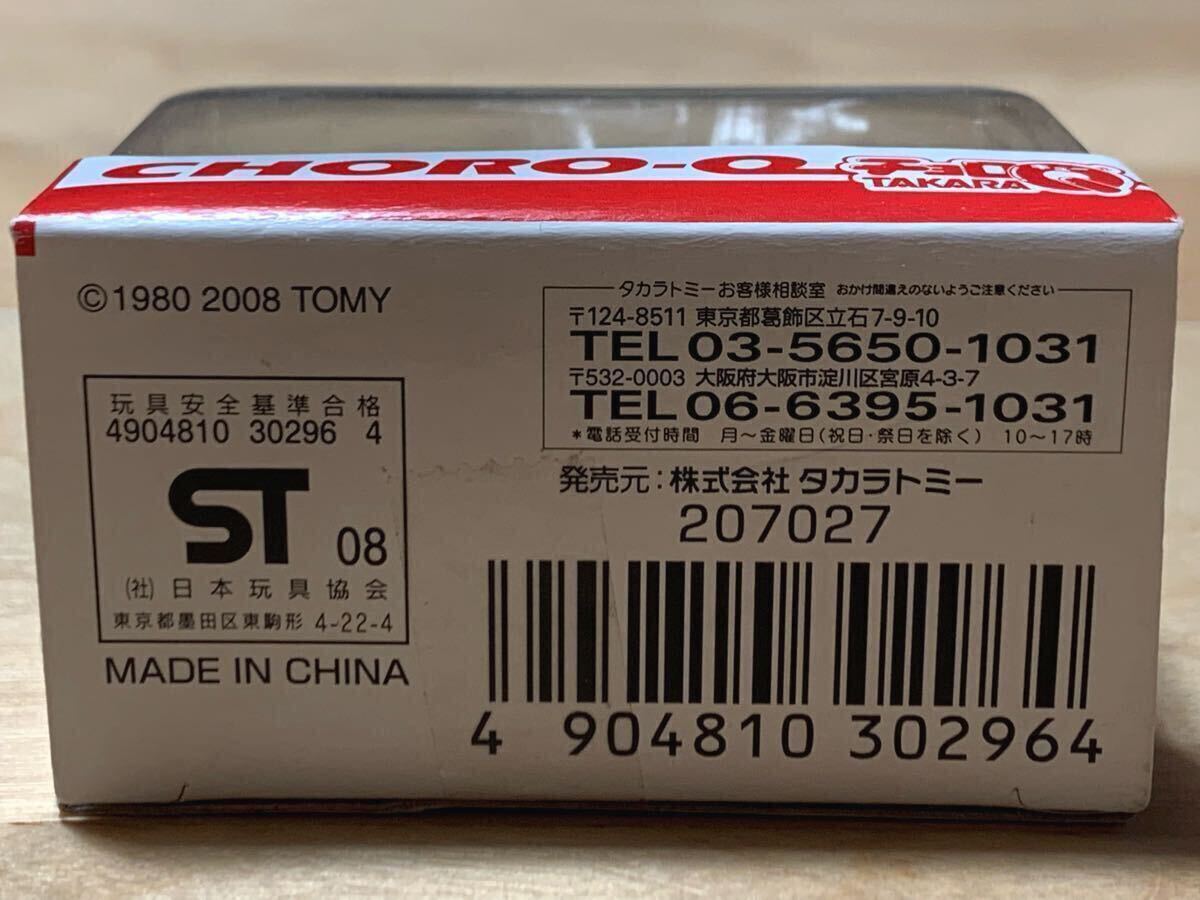 CHORO-Q チョロQ
TAKARA
©1980 2008 TOMY
玩具安全基準合格
4904810 30296 4
ST 08
(社)日本玩具協会
東京都墨田区東駒形 4-22-4
MADE IN CHINA
タカラトミーお客様相談室 おかけ間違えのないようご注意ください
〒124-8511 東京都葛飾区立石7-9-10
TEL 03-5650-1031
〒532-0003 大阪府大阪市淀川区宮原4-3-7
TEL 06-6395-1031
*電話受付時間 月〜金曜日(祝日・祭日を除く) 10〜17時
発売元:株式会社 タカラトミー
207027
4 904810 302964